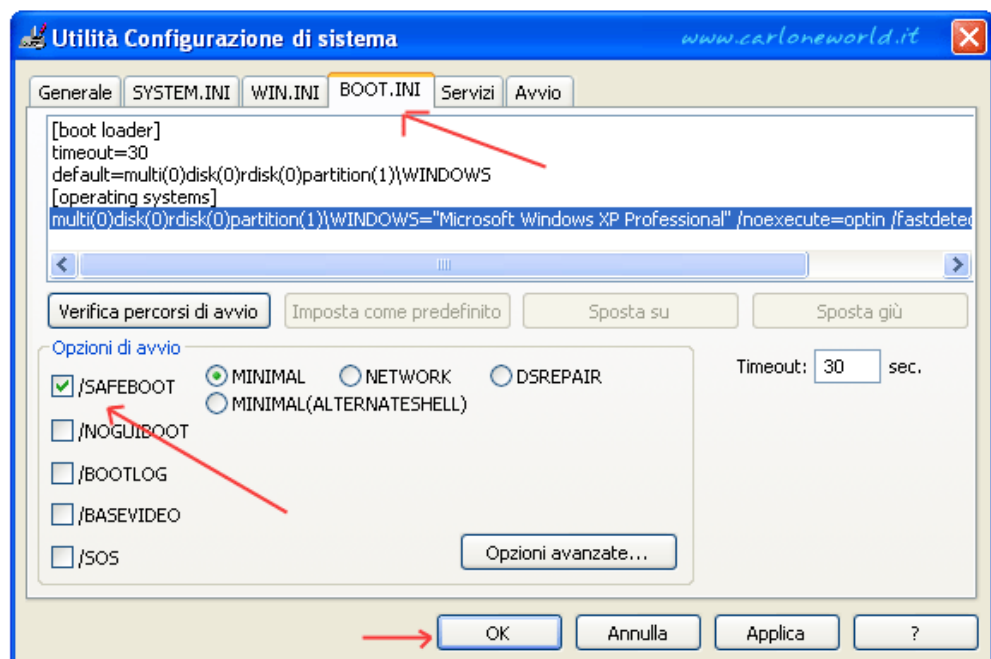 Utilità Configurazione di sistema www.carloneworld.it
Generale SYSTEM.INI WIN.INI BOOT.INI Servizi Avvio
[boot loader]
timeout=30
default=multi(0)disk(0)rdisk(0)partition(1)\WINDOWS
[operating systems]
multi(0)disk(0)rdisk(0)partition(1)\WINDOWS="Microsoft Windows XP Professional" /noexecute=optin /fastdetec
Verifica percorsi di avvio Imposta come predefinito Sposta su Sposta giù
Opzioni di avvio
/SAFEBOOT MINIMAL NETWORK DSREPAIR Timeout: 30 sec.
MINIMAL(ALTERNATESHELL)
/NOGUIBOOT
/BOOTLOG
/BASEVIDEO
/SOS Opzioni avanzate...
OK Annulla Applica ?